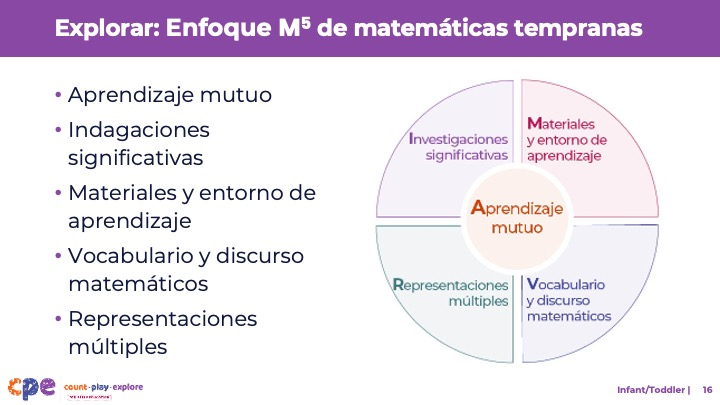 Explorar: Enfoque M⁵ de matemáticas tempranas
• Aprendizaje mutuo
• Indagaciones
significativas
• Materiales y entorno de
aprendizaje
• Vocabulario y discurso
matemáticos
• Representaciones
múltiples
Investigaciones
significativas
Materiales
y entorno de
aprendizaje
Aprendizaje
mutuo
Representaciones
múltiples
Vocabulario
y discurso
matemáticos
cpe
count·play·explore
Infant/Toddler | 16